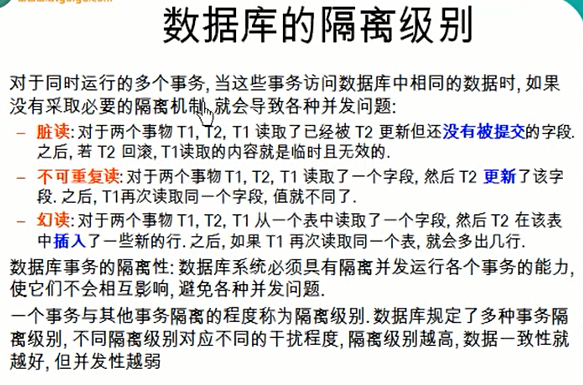 数据库的隔离级别
对于同时运行的多个事务, 当这些事务访问数据库中相同的数据时, 如果
没有采取必要的隔离机制, 就会导致各种并发问题:
– 脏读: 对于两个事物 T1, T2, T1 读取了已经被 T2 更新但还没有被提交的字段.
之后, 若 T2 回滚, T1读取的内容就是临时且无效的.
– 不可重复读: 对于两个事物 T1, T2, T1 读取了一个字段, 然后 T2 更新了该字
段. 之后, T1再次读取同一个字段, 值就不同了.
– 幻读: 对于两个事物 T1, T2, T1 从一个表中读取了一个字段, 然后 T2 在该表
中插入了一些新的行. 之后, 如果 T1 再次读取同一个表, 就会多出几行.
数据库事务的隔离性: 数据库系统必须具有隔离并发运行各个事务的能力,
使它们不会相互影响, 避免各种并发问题.
一个事务与其他事务隔离的程度称为隔离级别. 数据库规定了多种事务隔
离级别, 不同隔离级别对应不同的干扰程度, 隔离级别越高, 数据一致性就
越好, 但并发性越弱